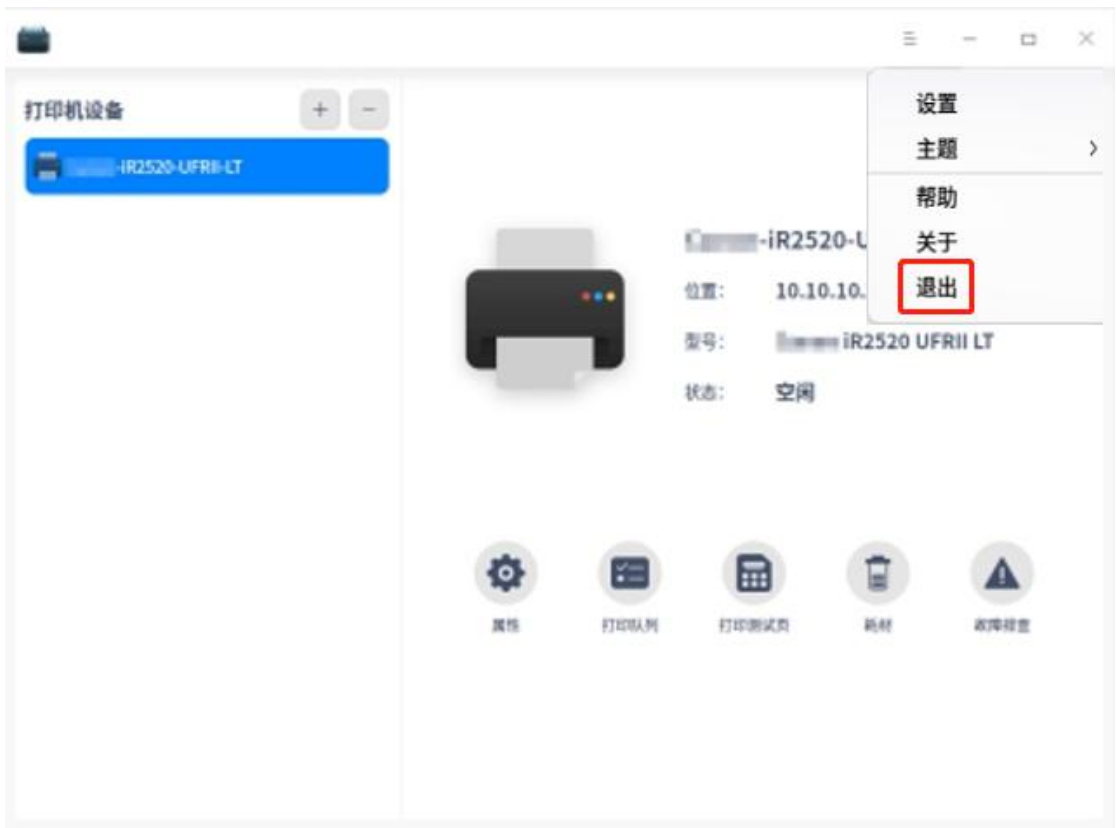 打印机设备
+ -
-iR2520-UFRII-LT
设置
主题
帮助
关于
退出
-iR2520-U
位置: 10.10.10.
型号: iR2520 UFRII LT
状态: 空闲
属性 打印队列 打印测试页 耗材 故障排查